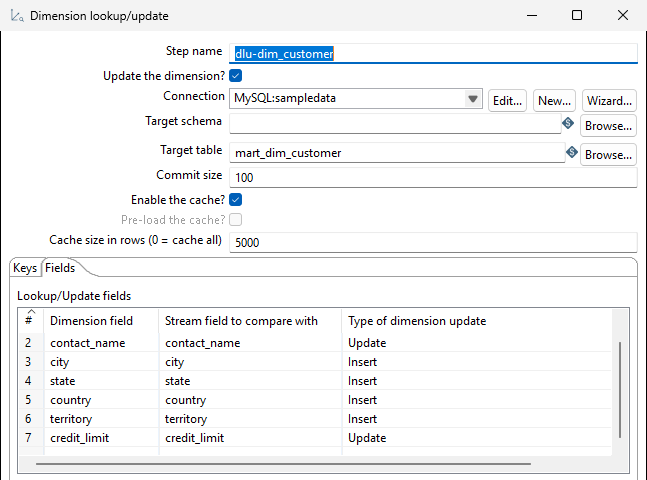 Dimension lookup/update
Step name dlu-dim_customer
Update the dimension?
Connection MySQL:sampledata Edit... New... Wizard...
Target schema S Browse...
Target table mart_dim_customer S Browse...
Commit size 100
Enable the cache?
Pre-load the cache?
Cache size in rows (0 = cache all) 5000
Keys Fields
Lookup/Update fields
# Dimension field Stream field to compare with Type of dimension update
2 contact_name contact_name Update
3 city city Insert
4 state state Insert
5 country country Insert
6 territory territory Insert
7 credit_limit credit_limit Update